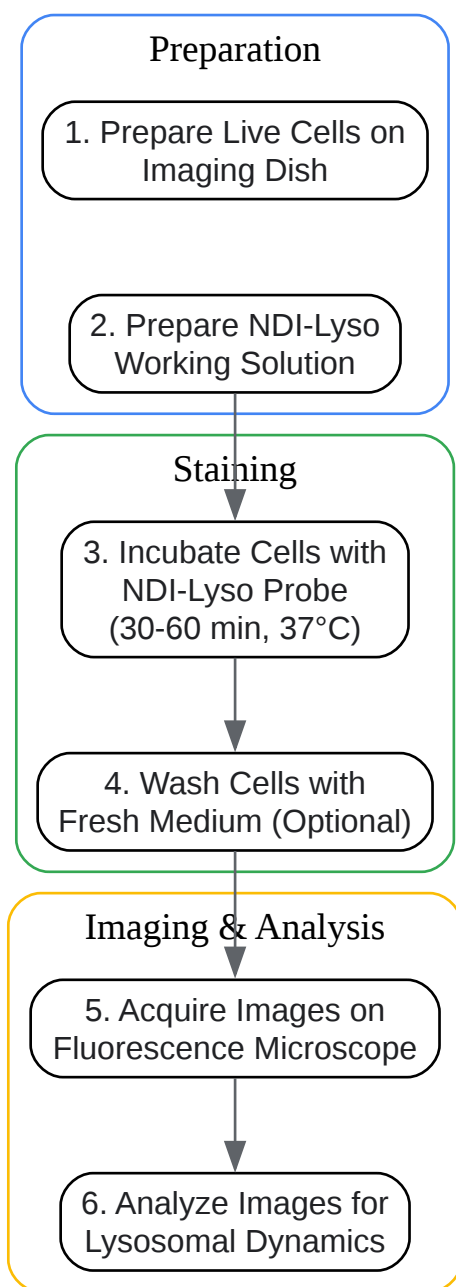 Preparation
1. Prepare Live Cells on
Imaging Dish
2. Prepare NDI-Lyso
Working Solution
Staining
3. Incubate Cells with
NDI-Lyso Probe
(30-60 min, 37°C)
4. Wash Cells with
Fresh Medium (Optional)
Imaging & Analysis
5. Acquire Images on
Fluorescence Microscope
6. Analyze Images for
Lysosomal Dynamics